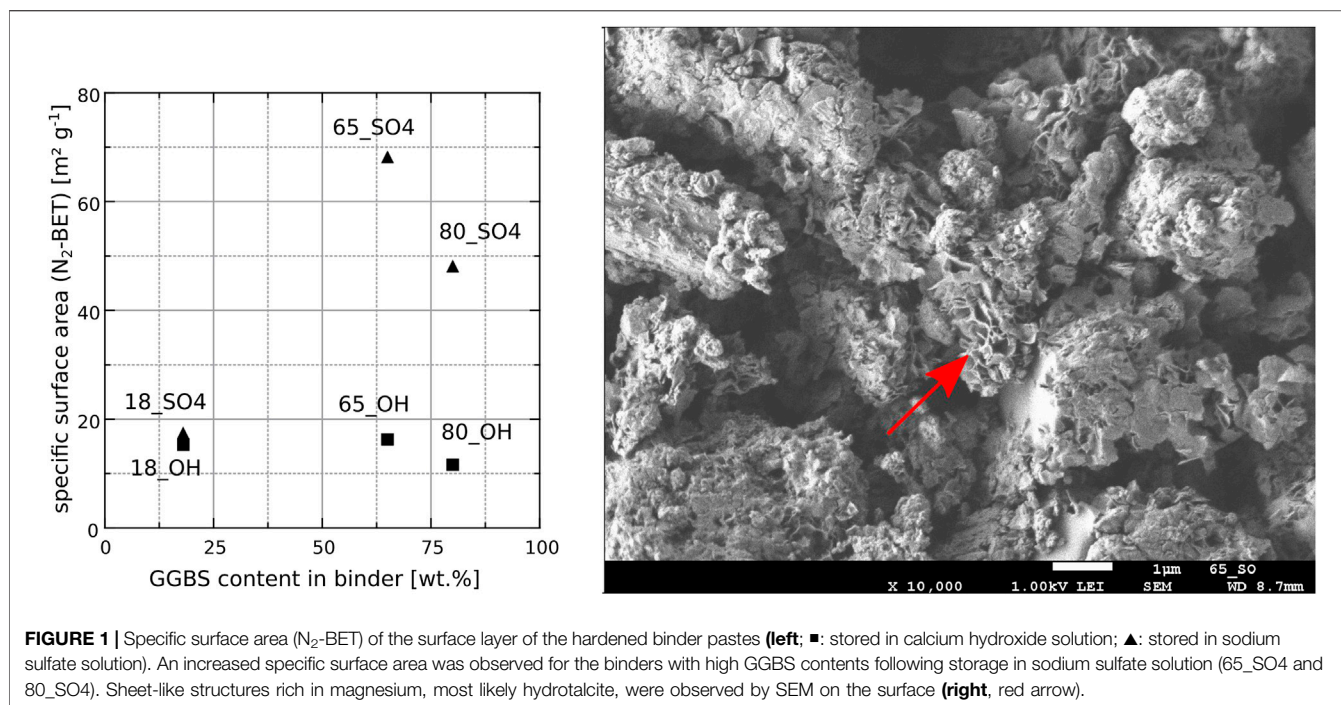 80
60
40
20
0
0
25
50
75
100
specific surface area (N₂-BET) [m² g⁻¹]
GGBS content in binder [wt.%]
65_SO4
80_SO4
18_SO4
18_OH
65_OH
80_OH
1µm 65_SO
X 10,000 1.00kV LEI SEM WD 8.7mm
FIGURE 1 | Specific surface area (N₂-BET) of the surface layer of the hardened binder pastes (left; ■: stored in calcium hydroxide solution; ▲: stored in sodium
sulfate solution). An increased specific surface area was observed for the binders with high GGBS contents following storage in sodium sulfate solution (65_SO4 and
80_SO4). Sheet-like structures rich in magnesium, most likely hydrotalcite, were observed by SEM on the surface (right, red arrow).